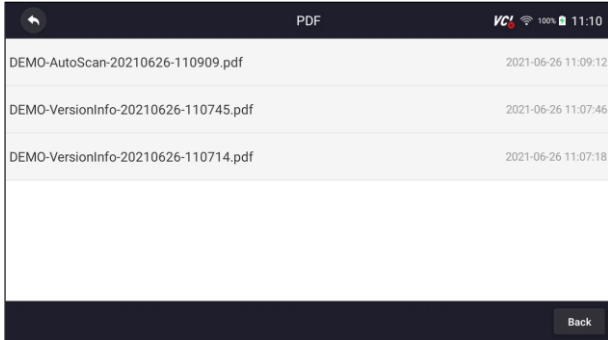 PDF VC! 100% 11:10
DEMO-AutoScan-20210626-110909.pdf 2021-06-26 11:09:12
DEMO-VersionInfo-20210626-110745.pdf 2021-06-26 11:07:46
DEMO-VersionInfo-20210626-110714.pdf 2021-06-26 11:07:18
Back